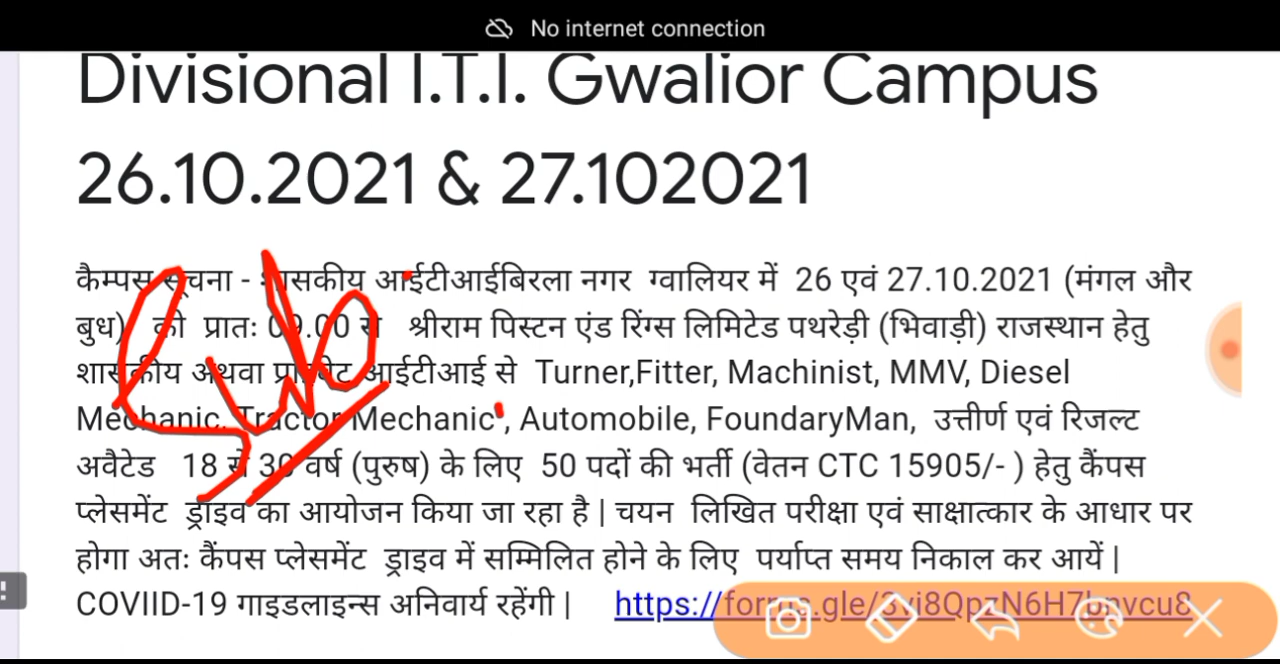 No internet connection
Divisional I.T.I. Gwalior Campus
26.10.2021 & 27.102021
कैम्पस सूचना - शासकीय आईटीआईबिरला नगर ग्वालियर में 26 एवं 27.10.2021 (मंगल और
बुध) को प्रातः 09.00 से श्रीराम पिस्टन एंड रिंग्स लिमिटेड पथरेड़ी (भिवाड़ी) राजस्थान हेतु
शासकीय अथवा प्राइवेट आईटीआई से Turner,Fitter, Machinist, MMV, Diesel
Mechanic, Tractor Mechanic , Automobile, FoundaryMan, उत्तीर्ण एवं रिजल्ट
अवैटेड 18 से 30 वर्ष (पुरुष) के लिए 50 पदों की भर्ती (वेतन CTC 15905/- ) हेतु कैंपस
प्लेसमेंट ड्राइव का आयोजन किया जा रहा है | चयन लिखित परीक्षा एवं साक्षात्कार के आधार पर
होगा अतः कैंपस प्लेसमेंट ड्राइव में सम्मिलित होने के लिए पर्याप्त समय निकाल कर आयें |
COVIID-19 गाइडलाइन्स अनिवार्य रहेंगी |